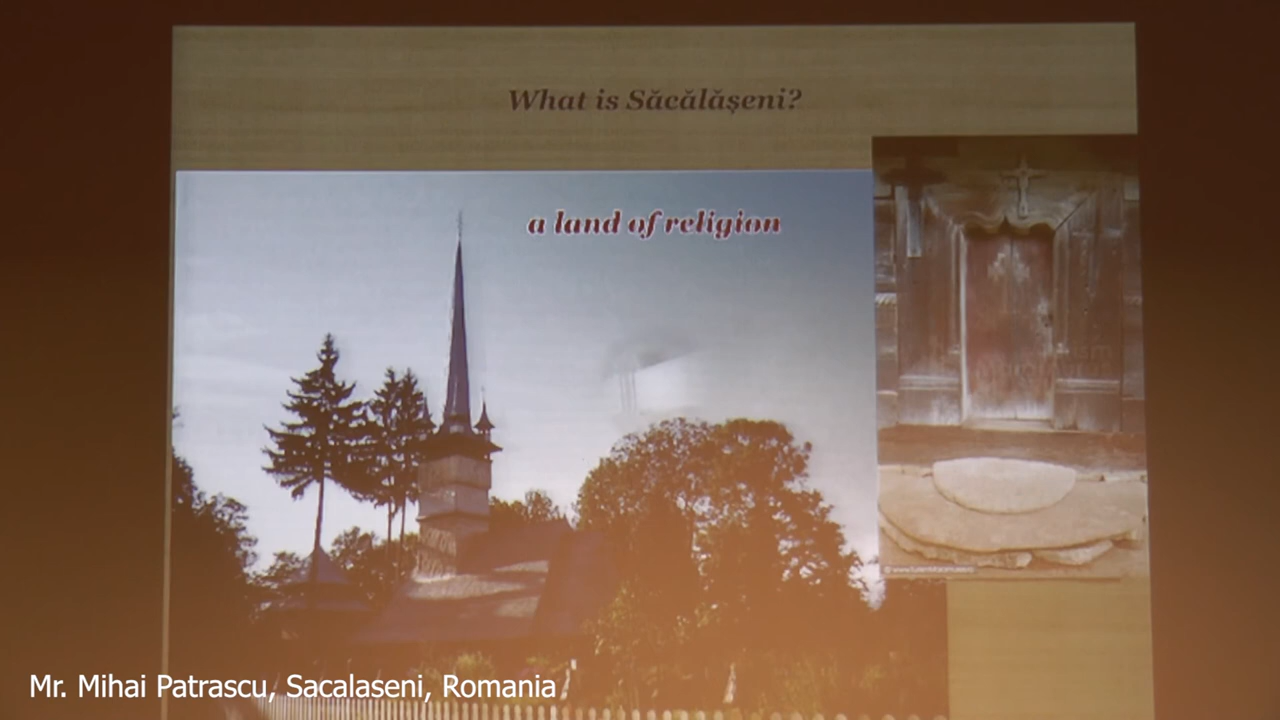 What is Săcălășeni?
a land of religion
Mr. Mihai Patrascu, Sacalaseni, Romania